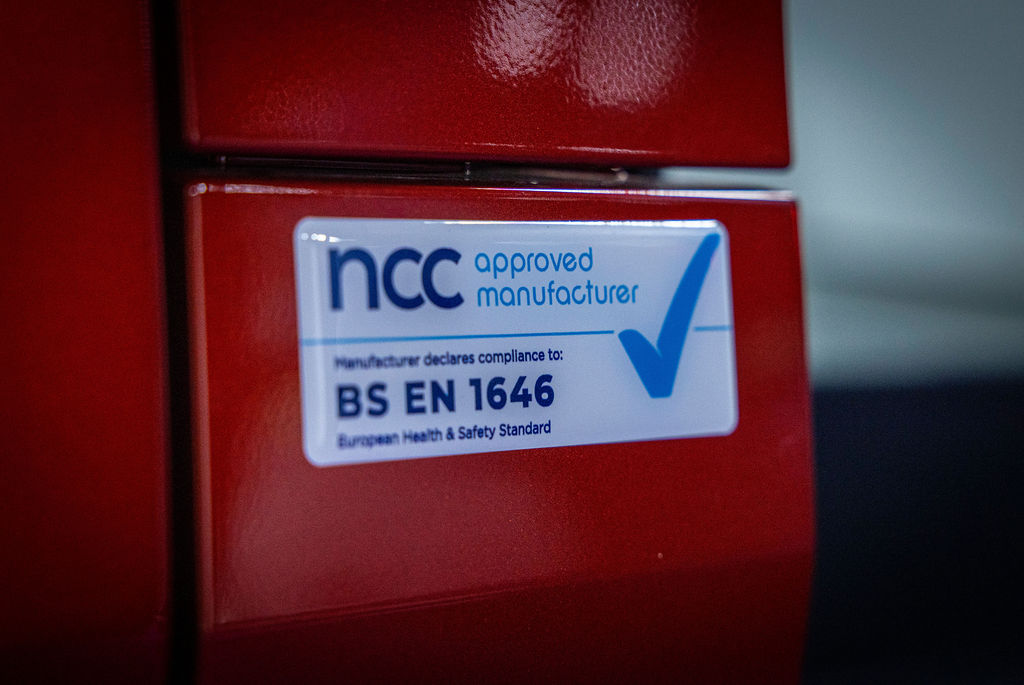 ncc approved
manufacturer
Manufacturer declares compliance to:
BS EN 1646
European Health & Safety Standard